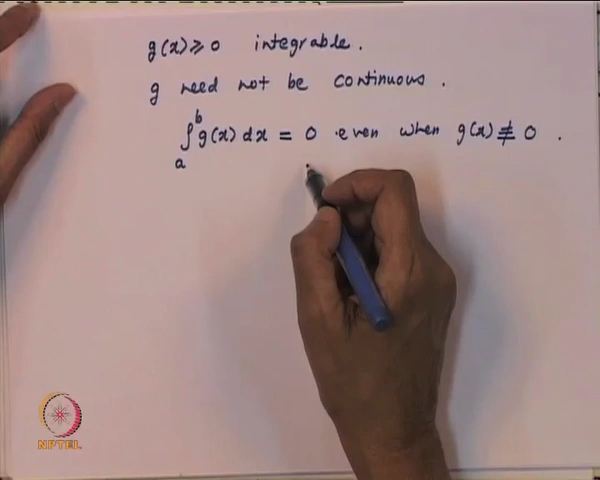 g(x) ⩾ 0 integrable.
g need not be continuous.
∫_a^b g(x) dx = 0 even when g(x) ≢ 0.
NPTEL